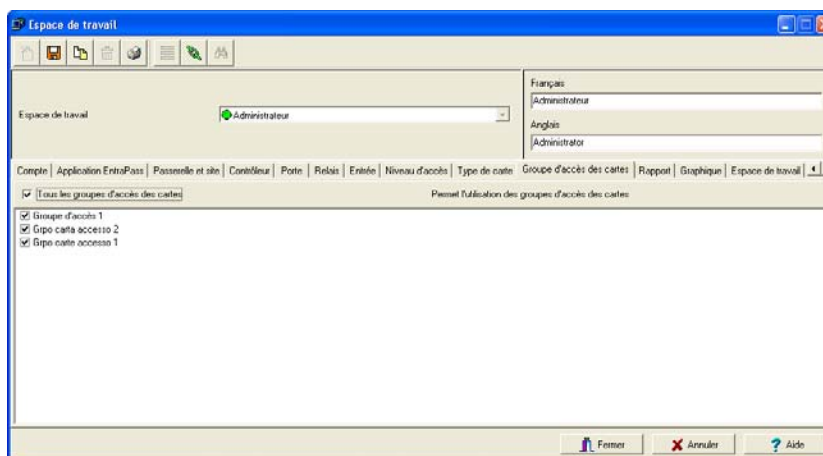 Espace de travail
Français
Administrateur
Espace de travail
Administrateur
Anglais
Administrator
Compte Application EntraPass Passerelle et site Contrôleur Porte Relais Entrée Niveau d'accès Type de carte Groupe d'accès des cartes Rapport Graphique Espace de travail
Tous les groupes d'accès des cartes Permet l'utilisation des groupes d'accès des cartes
Groupe d'accès 1
Grpo carta accesso 2
Grpo carte accesso 1
Fermer Annuler Aide